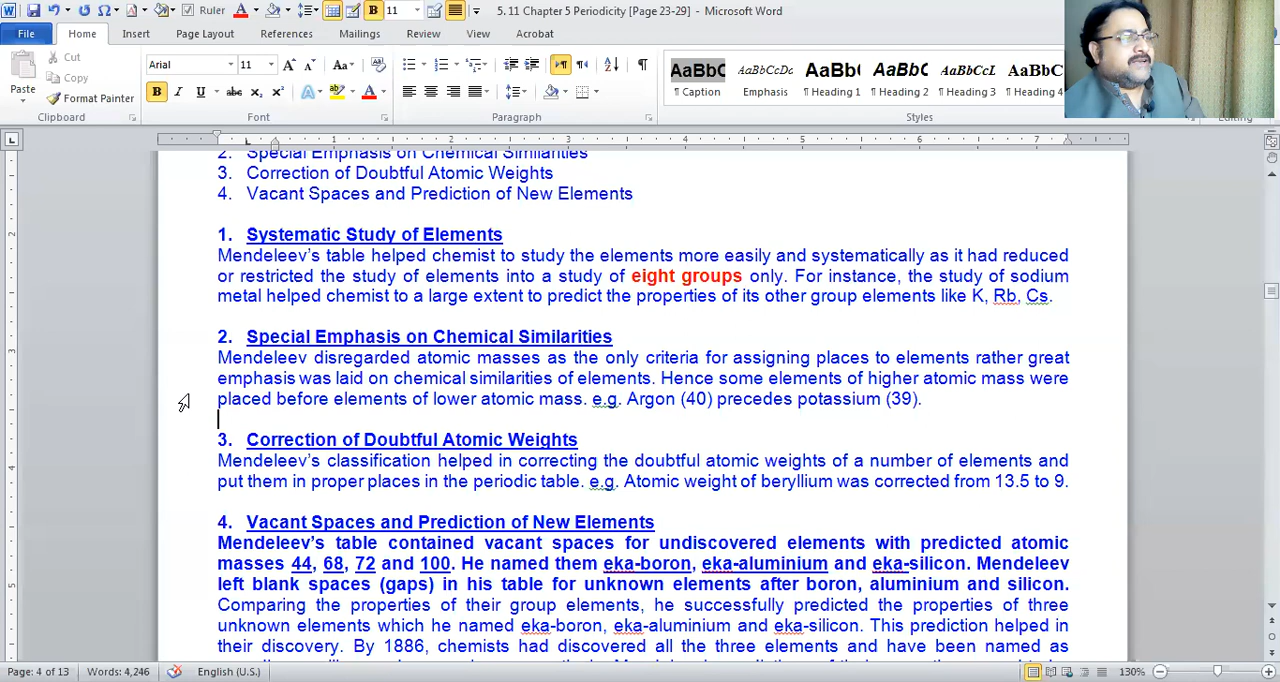 Ruler
11
5. 11 Chapter 5 Periodicity [Page 23-29] - Microsoft Word
File Home Insert Page Layout References Mailings Review View Acrobat
Paste
Cut
Copy
Format Painter
Clipboard
Arial 11
Font
Paragraph
AaBbC AaBbCcDc AaBbC AaBbC AaBbCcL AaBbC
¶ Caption Emphasis ¶ Heading 1 ¶ Heading 2 ¶ Heading 3 ¶ Heading 4
Styles
Editing
1 2 3 4 5 6 7
2. Special Emphasis on Chemical Similarities
3. Correction of Doubtful Atomic Weights
4. Vacant Spaces and Prediction of New Elements
1. Systematic Study of Elements
Mendeleev's table helped chemist to study the elements more easily and systematically as it had reduced
or restricted the study of elements into a study of eight groups only. For instance, the study of sodium
metal helped chemist to a large extent to predict the properties of its other group elements like K, Rb, Cs.
2. Special Emphasis on Chemical Similarities
Mendeleev disregarded atomic masses as the only criteria for assigning places to elements rather great
emphasis was laid on chemical similarities of elements. Hence some elements of higher atomic mass were
placed before elements of lower atomic mass. e.g. Argon (40) precedes potassium (39).
3. Correction of Doubtful Atomic Weights
Mendeleev's classification helped in correcting the doubtful atomic weights of a number of elements and
put them in proper places in the periodic table. e.g. Atomic weight of beryllium was corrected from 13.5 to 9.
4. Vacant Spaces and Prediction of New Elements
Mendeleev's table contained vacant spaces for undiscovered elements with predicted atomic
masses 44, 68, 72 and 100. He named them eka-boron, eka-aluminium and eka-silicon. Mendeleev
left blank spaces (gaps) in his table for unknown elements after boron, aluminium and silicon.
Comparing the properties of their group elements, he successfully predicted the properties of three
unknown elements which he named eka-boron, eka-aluminium and eka-silicon. This prediction helped in
their discovery. By 1886, chemists had discovered all the three elements and have been named as
Page: 4 of 13 Words: 4,246 English (U.S.) 130%